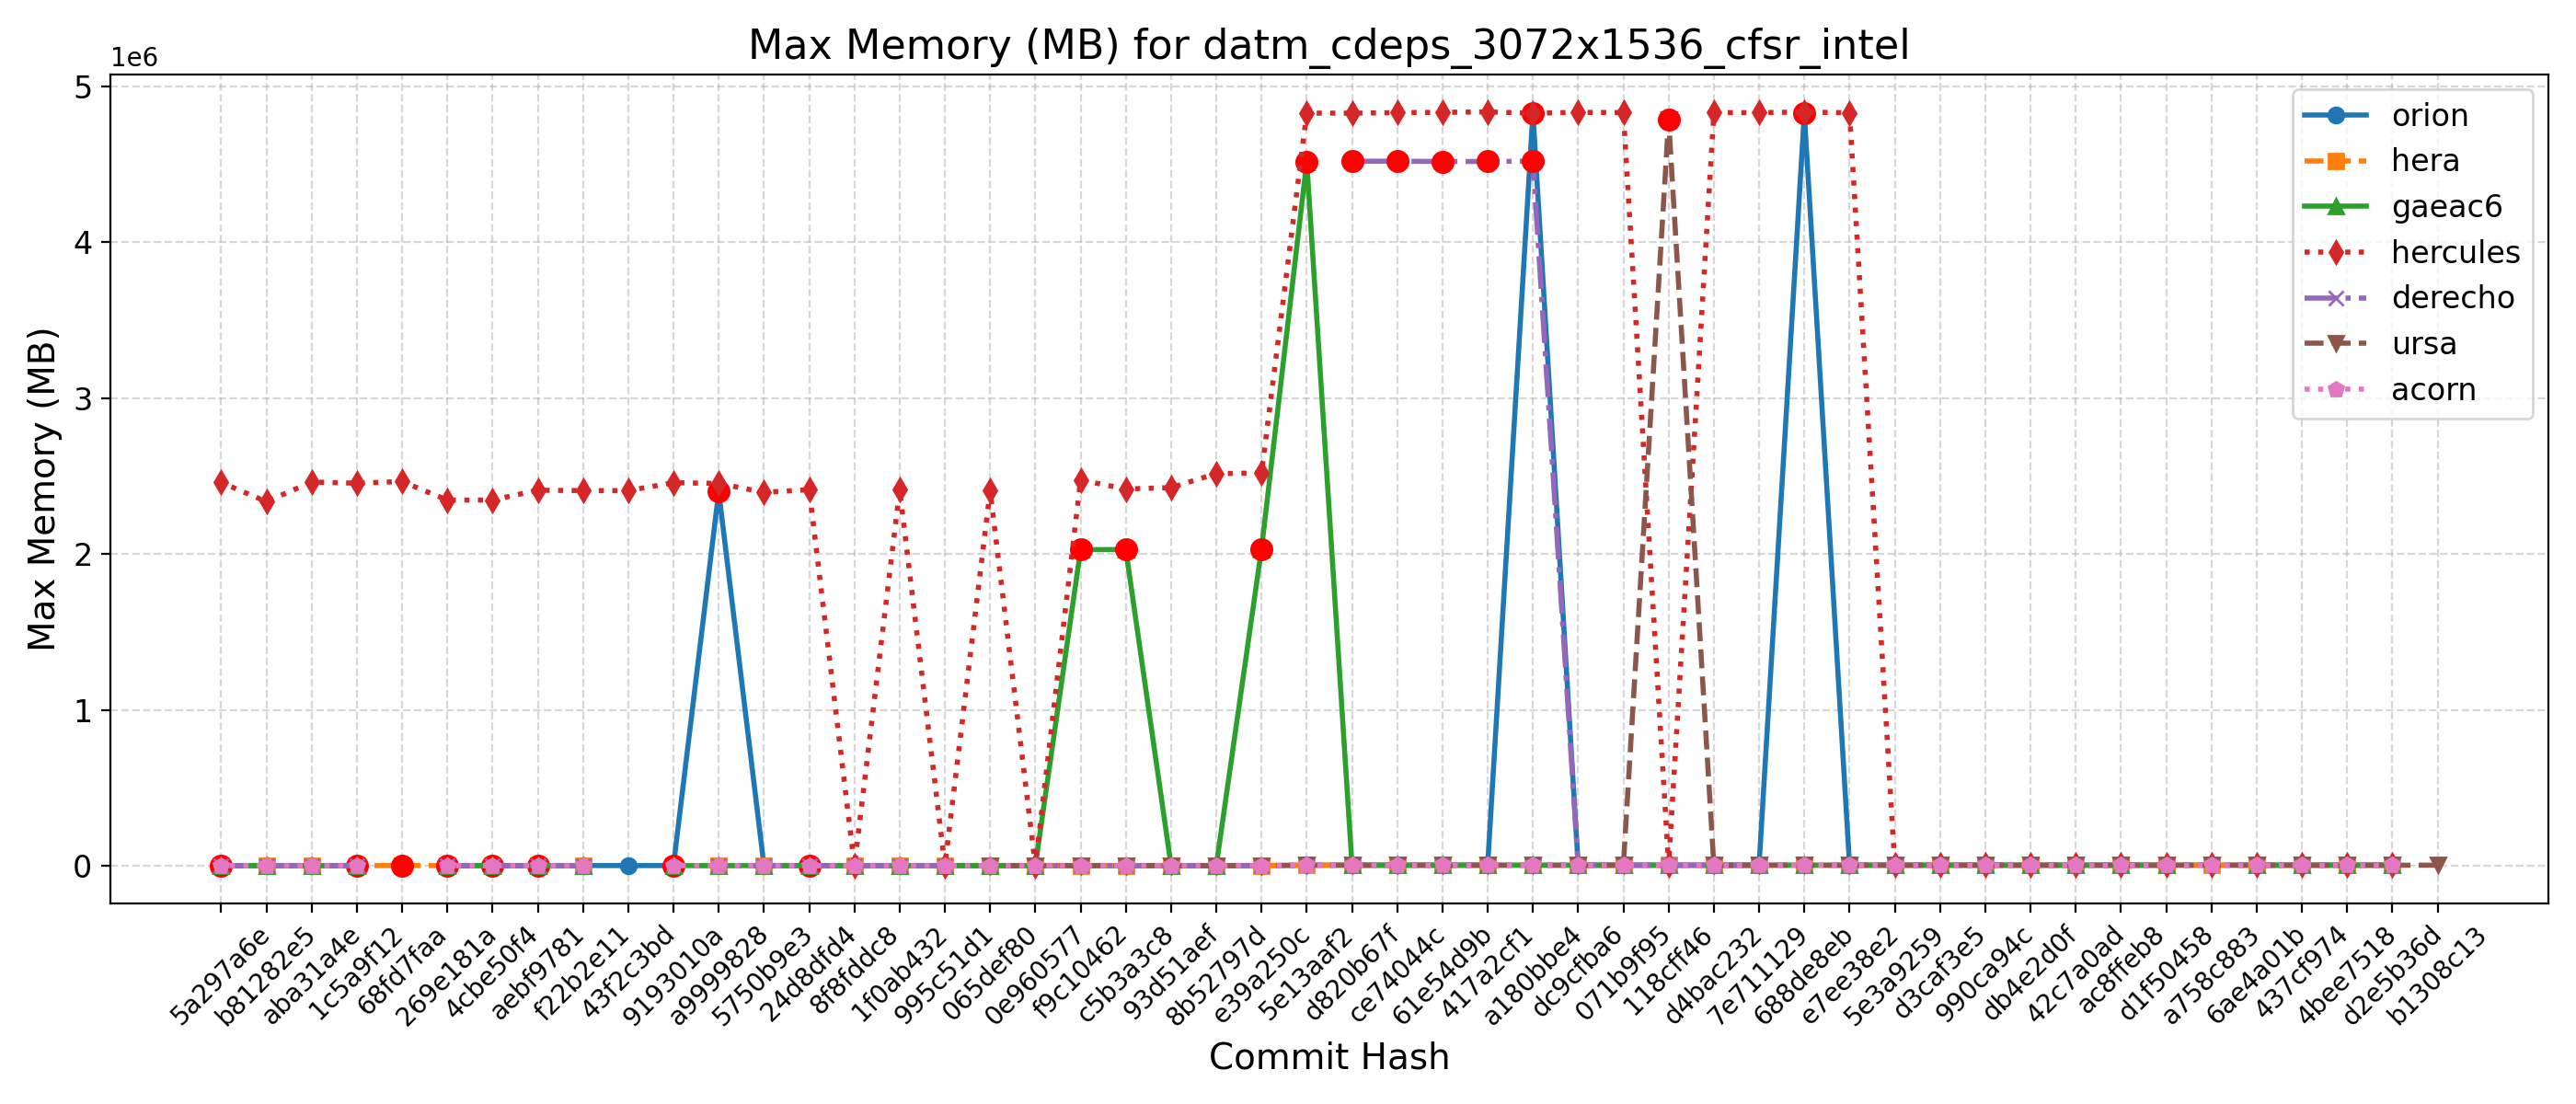 Max Memory (MB) for datm_cdeps_3072x1536_cfsr_intel
1e6
5
4
3
2
1
0
Max Memory (MB)
orion
hera
gaeac6
hercules
derecho
ursa
acorn
5a297a6e
b81282e5
aba31a4e
1c5a9f12
68fd7faa
269e181a
4cbe50f4
aebf9781
f22b2e11
43f2c3bd
9193010a
a9999828
5750b9e3
24d8dfd4
8f8fddc8
1f0ab432
995c51d1
065def80
0e960577
f9c10462
c5b3a3c8
93d51aef
8b52797d
e39a250c
5e13aaf2
d820b67f
ce74044c
61e54d9b
417a2cf1
a180bbe4
dc9cfba6
071b9f95
118cff46
d4bac232
7e711129
688de8eb
e7ee38e2
5e3a9259
d3caf3e5
990ca94c
db4e2d0f
42c7a0ad
ac8ffeb8
d1f50458
a758c883
6ae4a01b
437cf974
4bee7518
d2e5b36d
b1308c13
Commit Hash